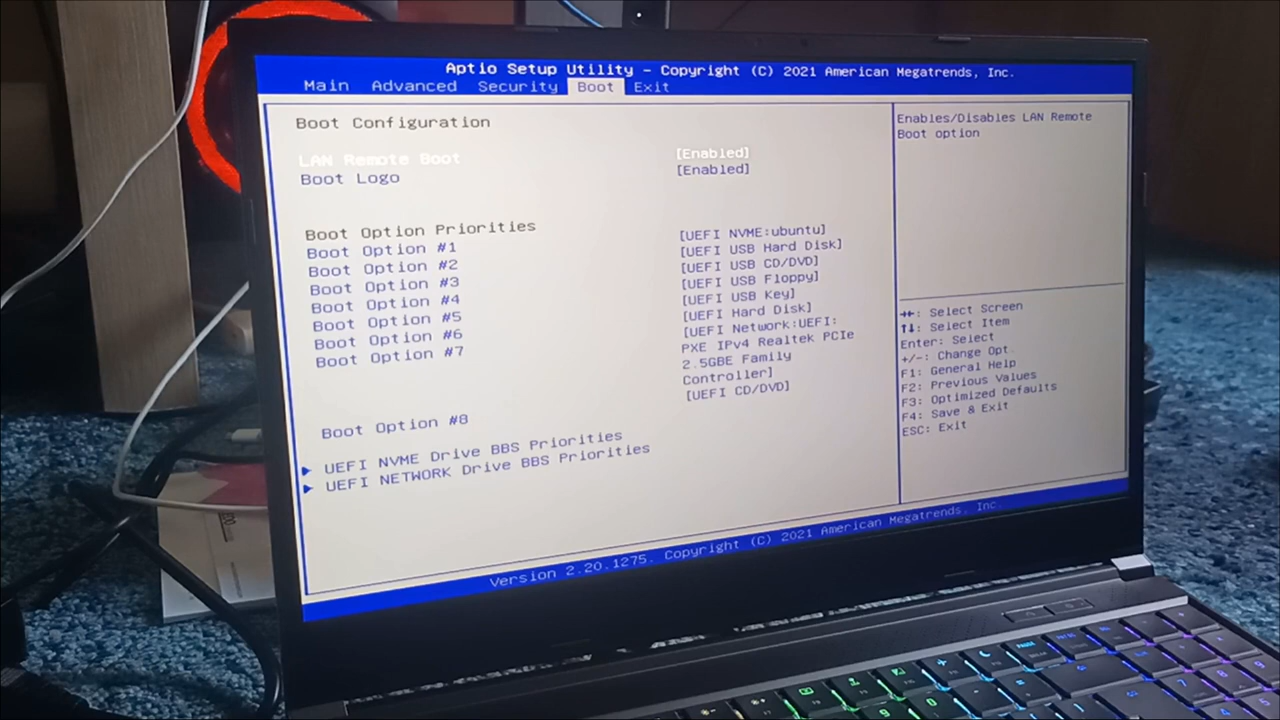 Aptio Setup Utility - Copyright (C) 2021 American Megatrends, Inc.
Main Advanced Security Boot Exit
Boot Configuration
LAN Remote Boot [Enabled]
Boot Logo [Enabled]
Boot Option Priorities
Boot Option #1 [UEFI NVME:ubuntu]
Boot Option #2 [UEFI USB Hard Disk]
Boot Option #3 [UEFI USB CD/DVD]
Boot Option #4 [UEFI USB Floppy]
Boot Option #5 [UEFI USB Key]
Boot Option #6 [UEFI Hard Disk]
Boot Option #7 [UEFI Network:UEFI:
PXE IPv4 Realtek PCIe
2.5GBE Family
Controller]
Boot Option #8 [UEFI CD/DVD]
UEFI NVME Drive BBS Priorities
UEFI NETWORK Drive BBS Priorities
Enables/Disables LAN Remote
Boot option
→←: Select Screen
↑↓: Select Item
Enter: Select
+/-: Change Opt.
F1: General Help
F2: Previous Values
F3: Optimized Defaults
F4: Save & Exit
ESC: Exit
Version 2.20.1275. Copyright (C) 2021 American Megatrends, Inc.